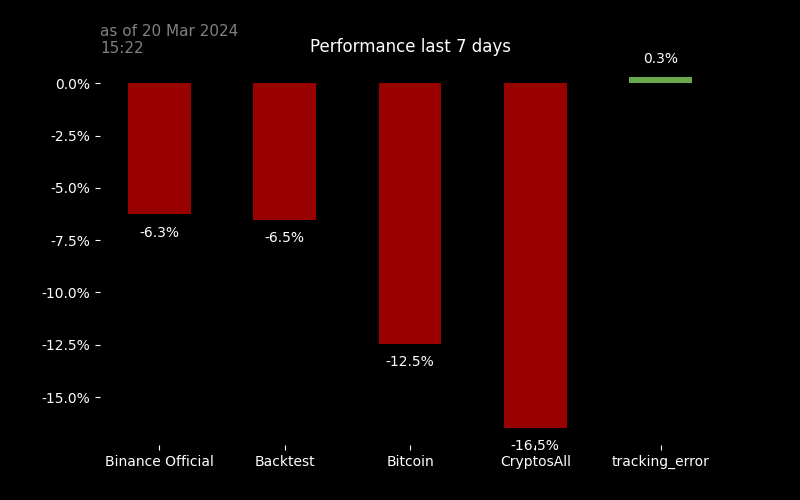 as of 20 Mar 2024
15:22
Performance last 7 days
0.3%
0.0%
-2.5%
-5.0%
-7.5%
-10.0%
-12.5%
-15.0%
-6.3%
-6.5%
-12.5%
-16.5%
Binance Official
Backtest
Bitcoin
CryptosAll
tracking_error